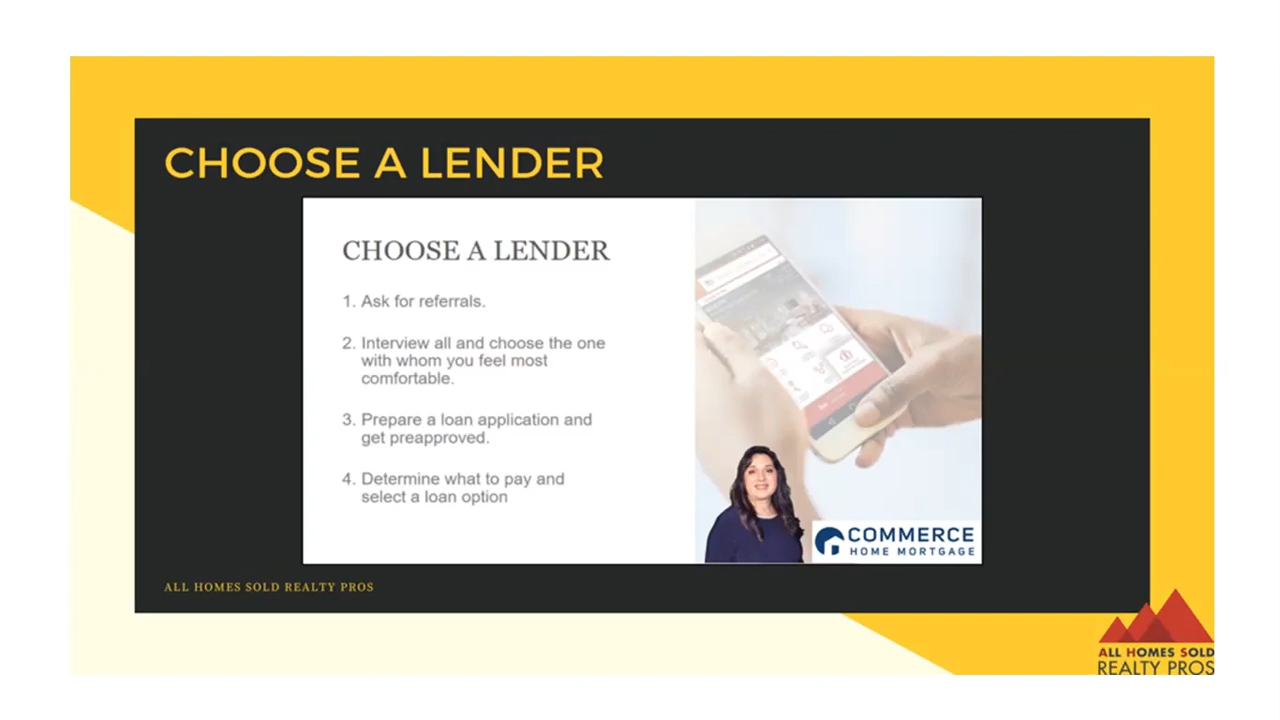 CHOOSE A LENDER
CHOOSE A LENDER
1. Ask for referrals.
2. Interview all and choose the one
with whom you feel most
comfortable.
3. Prepare a loan application and
get preapproved.
4. Determine what to pay and
select a loan option
COMMERCE
HOME MORTGAGE
ALL HOMES SOLD REALTY PROS
ALL HOMES SOLD
REALTY PROS